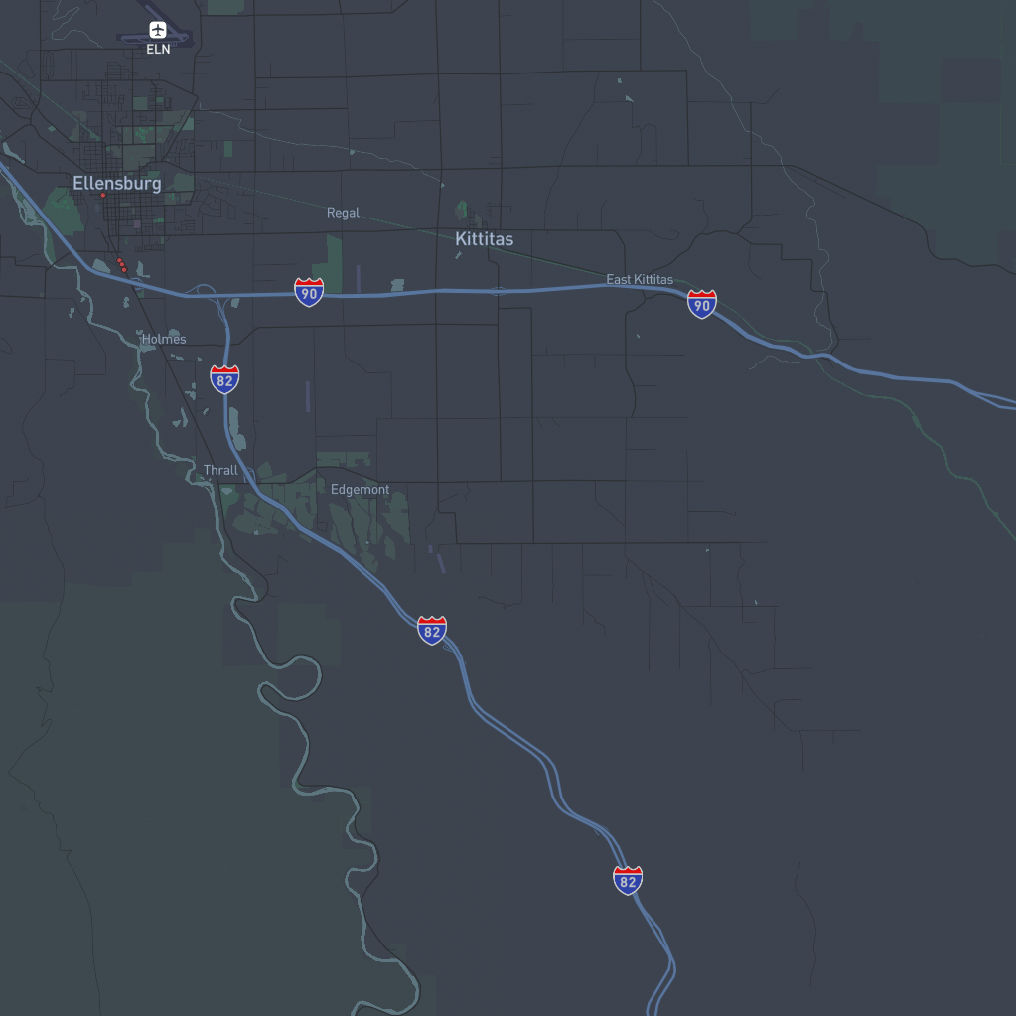 ELN
Ellensburg
Regal
Kittitas
East Kittitas
90
90
Holmes
82
Thrall
Edgemont
82
82